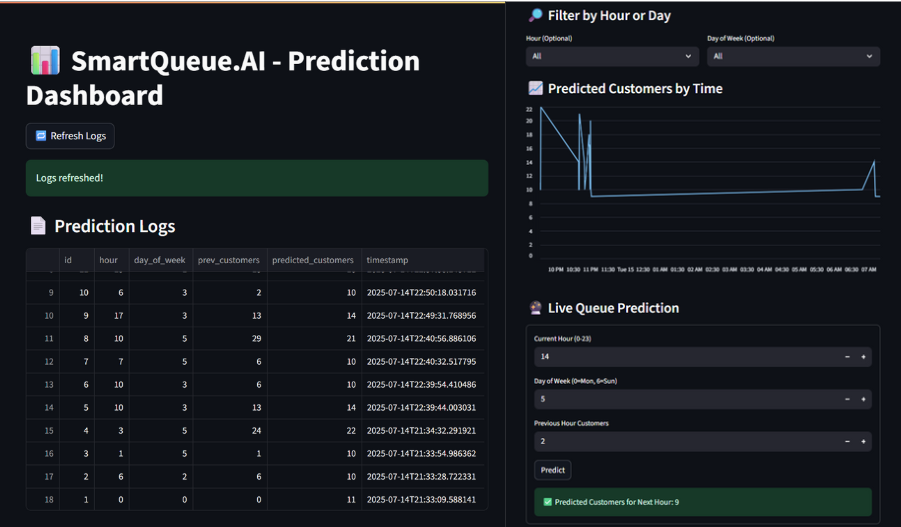 SmartQueue.AI - Prediction
Dashboard
Refresh Logs
Logs refreshed!
Prediction Logs
id hour day_of_week prev_customers predicted_customers timestamp
9 10 6 3 2 10 2025-07-14T22:50:18.031716
10 9 17 3 13 14 2025-07-14T22:49:31.768956
11 8 10 5 29 21 2025-07-14T22:40:56.886106
12 7 7 5 6 10 2025-07-14T22:40:32.517795
13 6 10 3 6 10 2025-07-14T22:39:54.410486
14 5 10 3 13 14 2025-07-14T22:39:44.003031
15 4 3 5 24 22 2025-07-14T21:34:32.291921
16 3 1 5 1 10 2025-07-14T21:33:54.986362
17 2 6 2 6 10 2025-07-14T21:33:28.722331
18 1 0 0 0 11 2025-07-14T21:33:09.588141
Filter by Hour or Day
Hour (Optional) Day of Week (Optional)
All All
Predicted Customers by Time
22
20
18
16
14
12
10
8
6
4
2
0
10 PM 10:30 11 PM 11:30 Tue 15 12:30 01 AM 01:30 02 AM 02:30 03 AM 03:30 04 AM 04:30 05 AM 05:30 06 AM 06:30 07 AM
Live Queue Prediction
Current Hour (0-23)
14 − +
Day of Week (0=Mon, 6=Sun)
5 − +
Previous Hour Customers
2 − +
Predict
Predicted Customers for Next Hour: 9